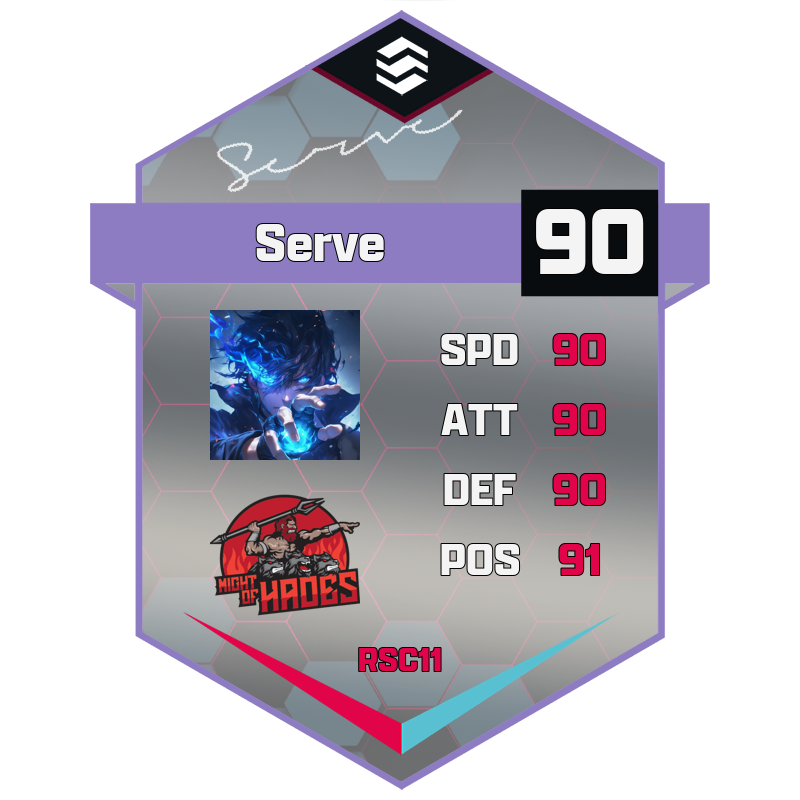 Serve
Serve
90
SPD 90
ATT 90
DEF 90
POS 91
MIGHT
OF HADES
RSC11